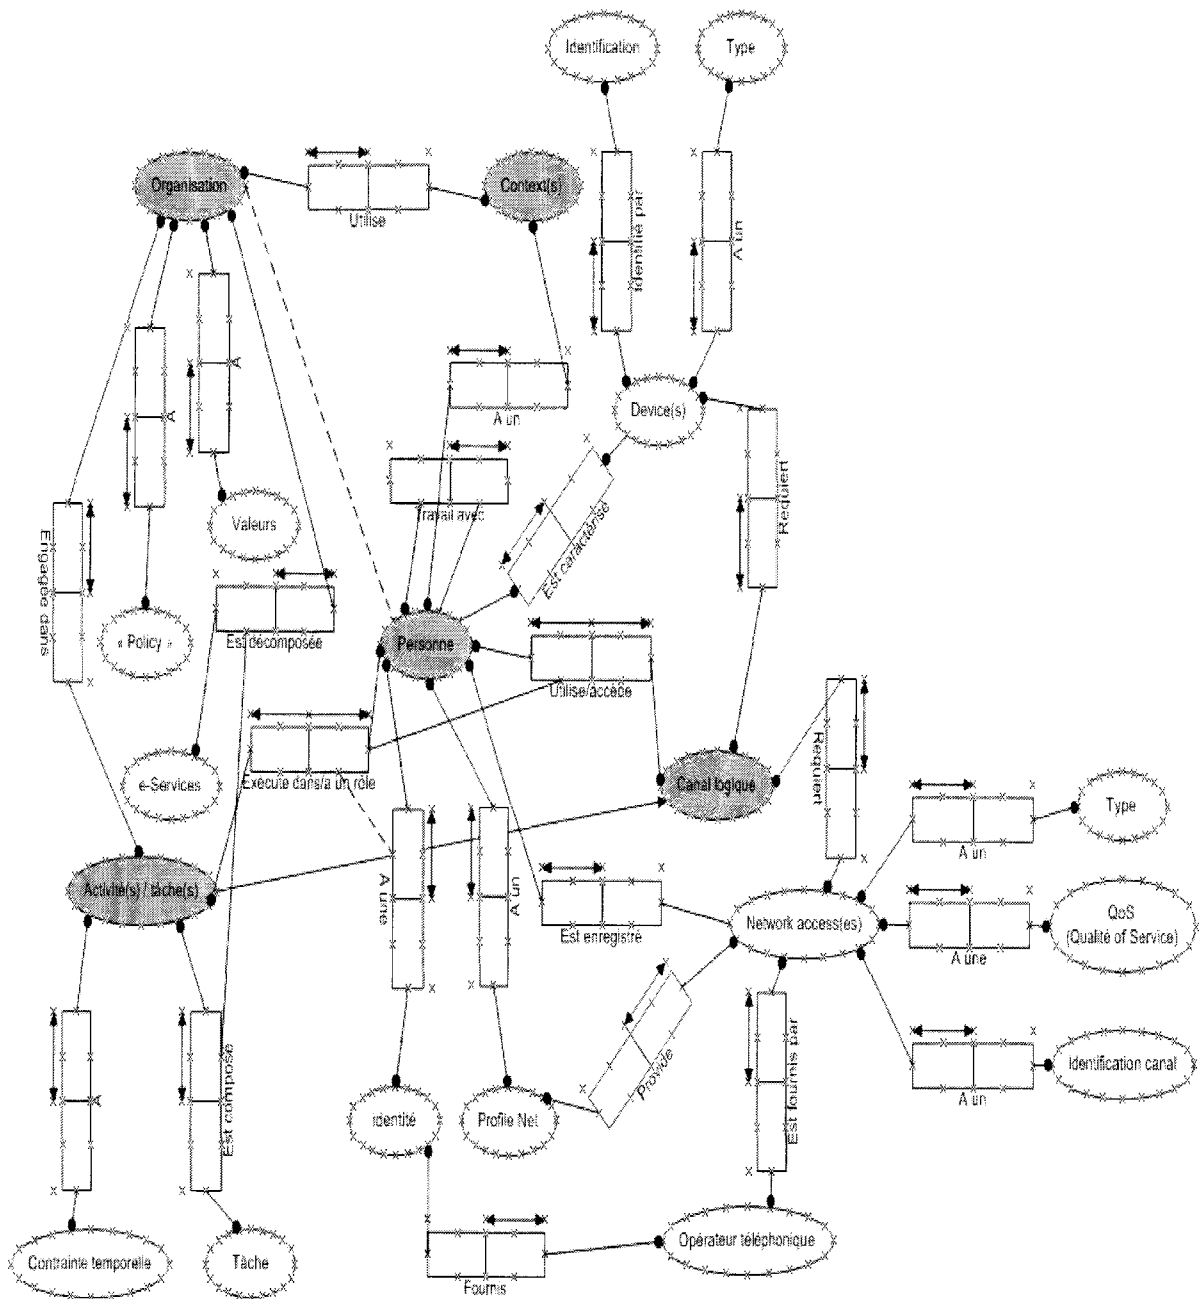 Identification
Type
Organisation
Context(s)
Utilise
Identifié par
A un
A un
Device(s)
A
A
Travail avec
Est caractérisé
Requiert
Valeurs
Engagée dans
« Policy »
Est décomposée
Personne
Utilise/accède
e-Services
Exécute dans/a un rôle
Canal logique
Requiert
Type
A un
Activité(s) / tâche(s)
A une
A un
Est enregistré
Network access(es)
A une
QoS
(Qualité of Service)
Provide
Est fournis par
Identification canal
A un
A
Est composé
Identité
Profile Net
Contrainte temporelle
Tâche
Fournis
Opérateur téléphonique